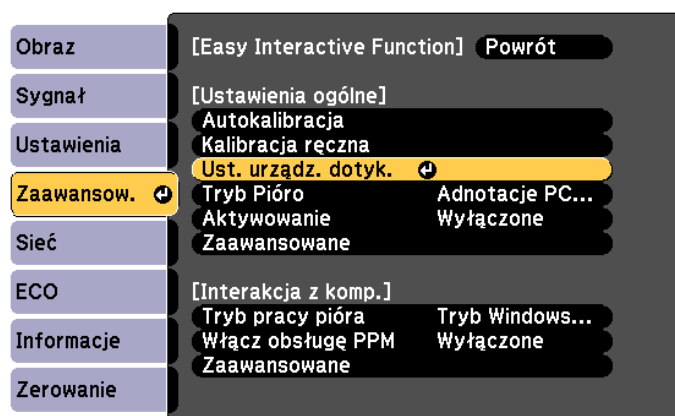 Obraz
Sygnał
Ustawienia
Zaawansow.
Sieć
ECO
Informacje
Zerowanie
[Easy Interactive Function] Powrót
[Ustawienia ogólne]
Autokalibracja
Kalibracja ręczna
Ust. urządz. dotyk.
Tryb Pióro Adnotacje PC...
Aktywowanie Wyłączone
Zaawansowane
[Interakcja z komp.]
Tryb pracy pióra Tryb Windows...
Włącz obsługę PPM Wyłączone
Zaawansowane